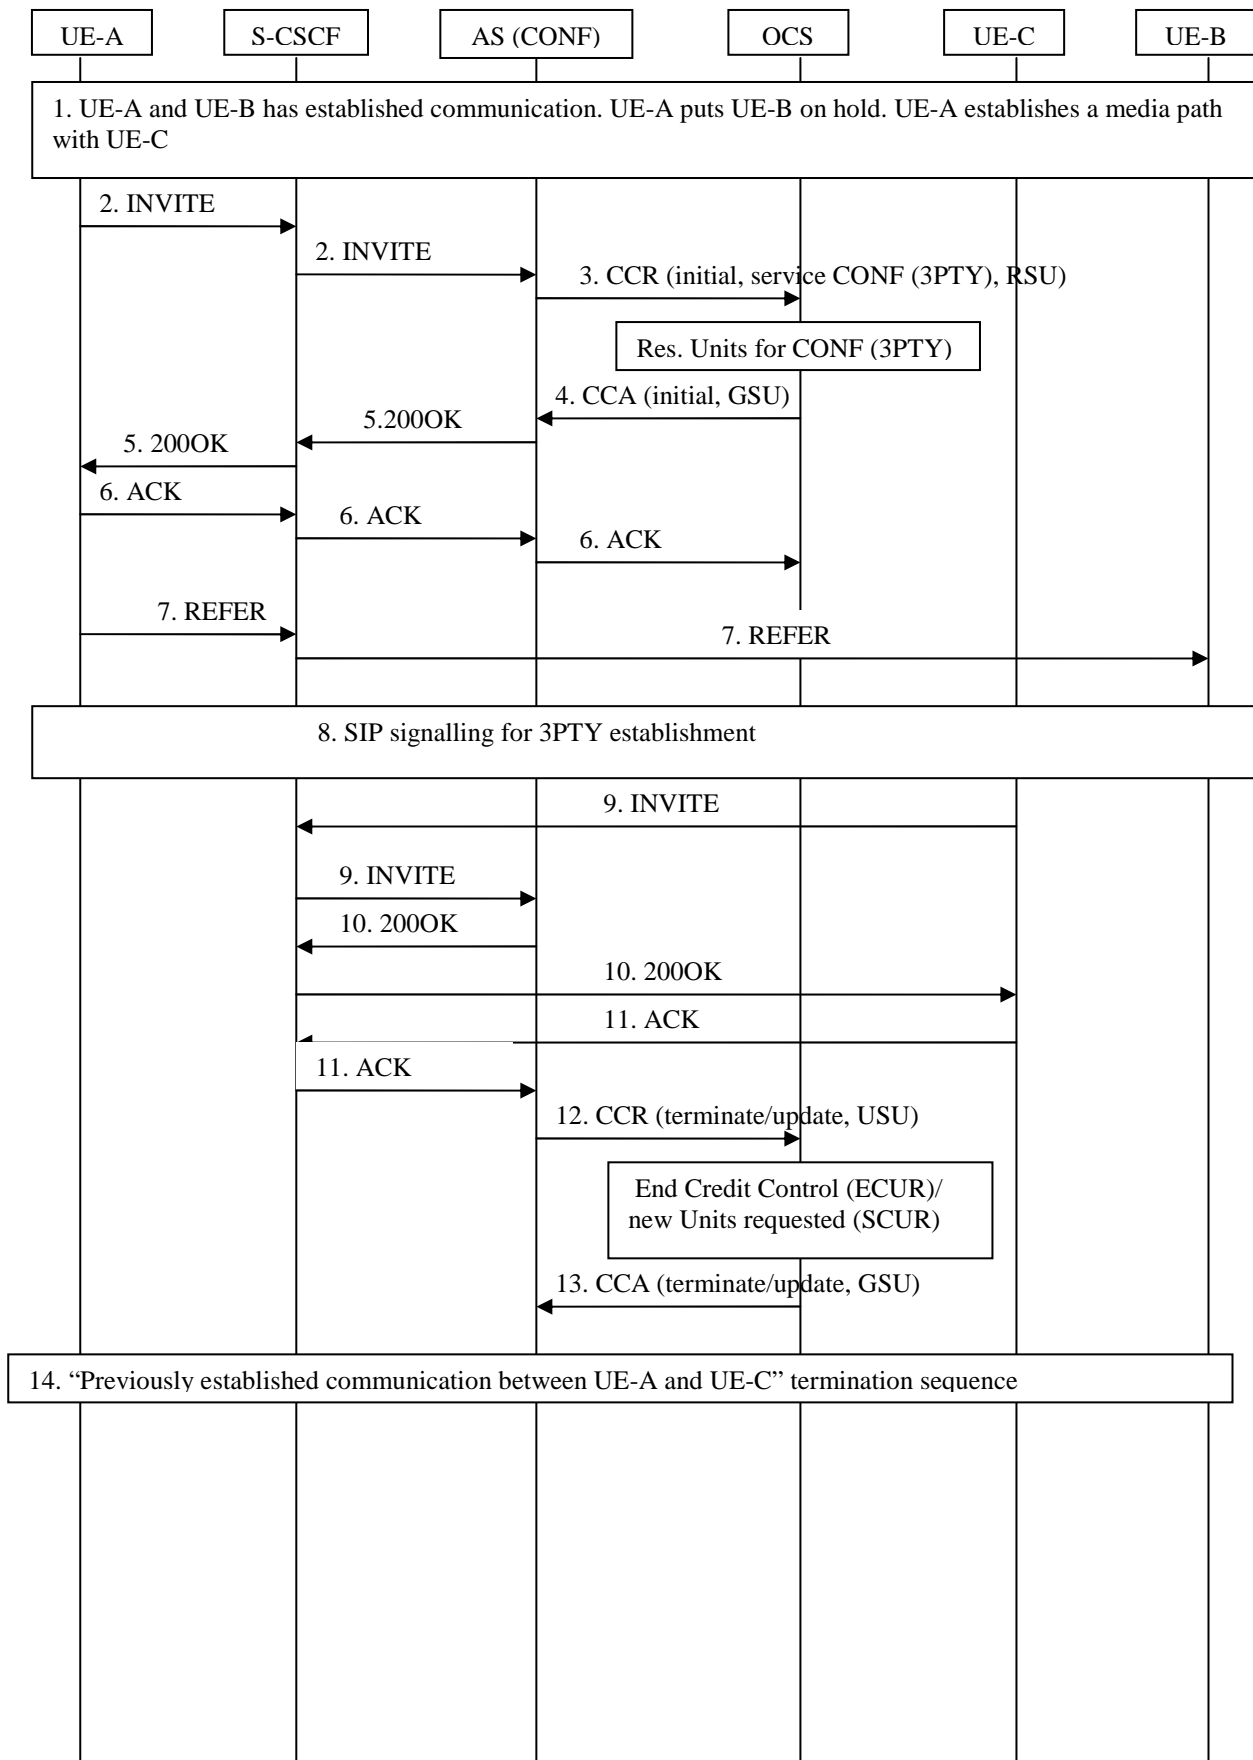 UE-A
S-CSCF
AS (CONF)
OCS
UE-C
UE-B
1. UE-A and UE-B has established communication. UE-A puts UE-B on hold. UE-A establishes a media path
with UE-C
2. INVITE
2. INVITE
3. CCR (initial, service CONF (3PTY), RSU)
Res. Units for CONF (3PTY)
4. CCA (initial, GSU)
5.200OK
5. 200OK
6. ACK
6. ACK
6. ACK
7. REFER
7. REFER
8. SIP signalling for 3PTY establishment
9. INVITE
9. INVITE
10. 200OK
10. 200OK
11. ACK
11. ACK
12. CCR (terminate/update, USU)
End Credit Control (ECUR)/
new Units requested (SCUR)
13. CCA (terminate/update, GSU)
14. “Previously established communication between UE-A and UE-C” termination sequence